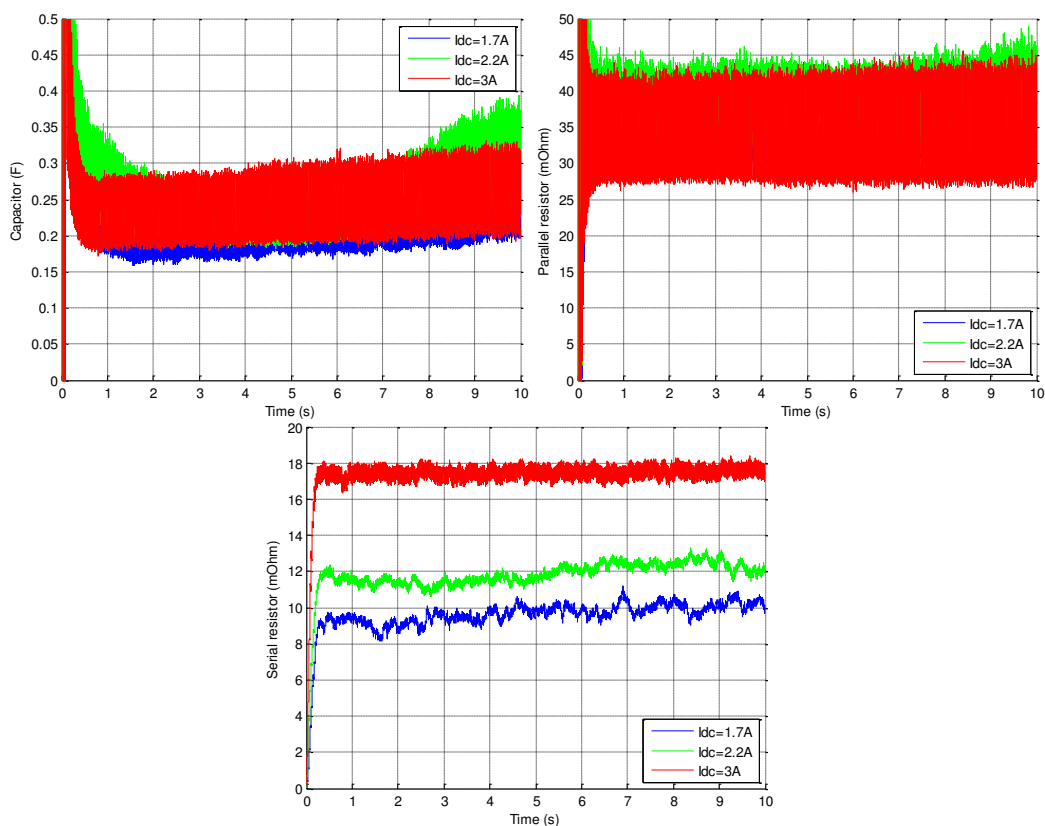 0.5
0.45
0.4
0.35
0.3
0.25
0.2
0.15
0.1
0.05
0
Capacitor (F)
0 1 2 3 4 5 6 7 8 9 10
Time (s)
Idc=1.7A
Idc=2.2A
Idc=3A
50
45
40
35
30
25
20
15
10
5
0
Parallel resistor (mOhm)
0 1 2 3 4 5 6 7 8 9 10
Time (s)
Idc=1.7A
Idc=2.2A
Idc=3A
20
18
16
14
12
10
8
6
4
2
0
Serial resistor (mOhm)
0 1 2 3 4 5 6 7 8 9 10
Time (s)
Idc=1.7A
Idc=2.2A
Idc=3A